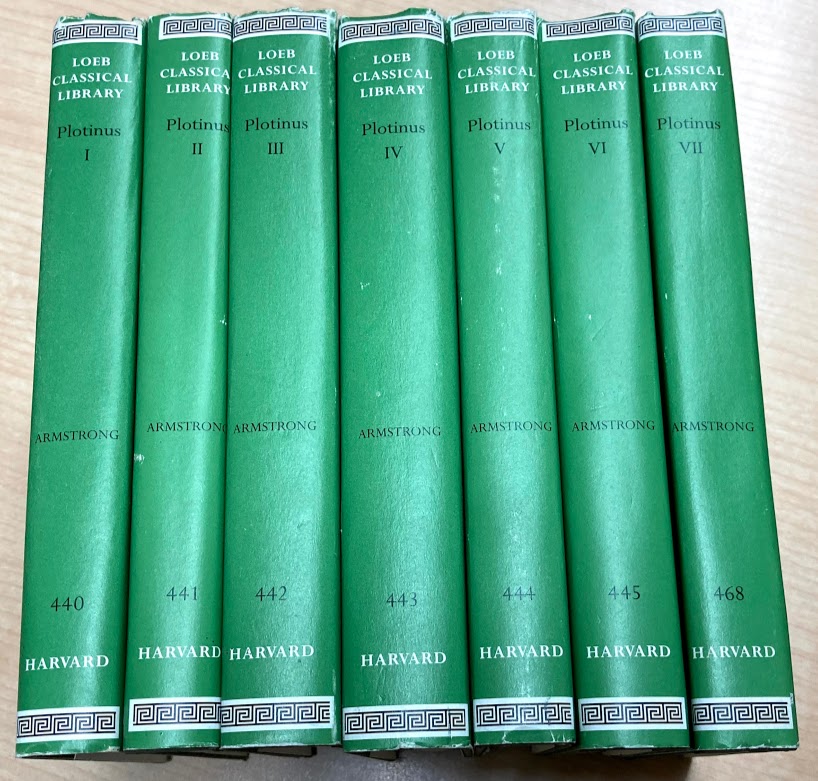 LOEB
CLASSICAL
LIBRARY
Plotinus
I
ARMSTRONG
440
HARVARD
LOEB
CLASSICAL
LIBRARY
Plotinus
II
ARMSTRONG
441
HARVARD
LOEB
CLASSICAL
LIBRARY
Plotinus
III
ARMSTRONG
442
HARVARD
LOEB
CLASSICAL
LIBRARY
Plotinus
IV
ARMSTRONG
443
HARVARD
LOEB
CLASSICAL
LIBRARY
Plotinus
V
ARMSTRONG
444
HARVARD
LOEB
CLASSICAL
LIBRARY
Plotinus
VI
ARMSTRONG
445
HARVARD
LOEB
CLASSICAL
LIBRARY
Plotinus
VII
ARMSTRONG
468
HARVARD